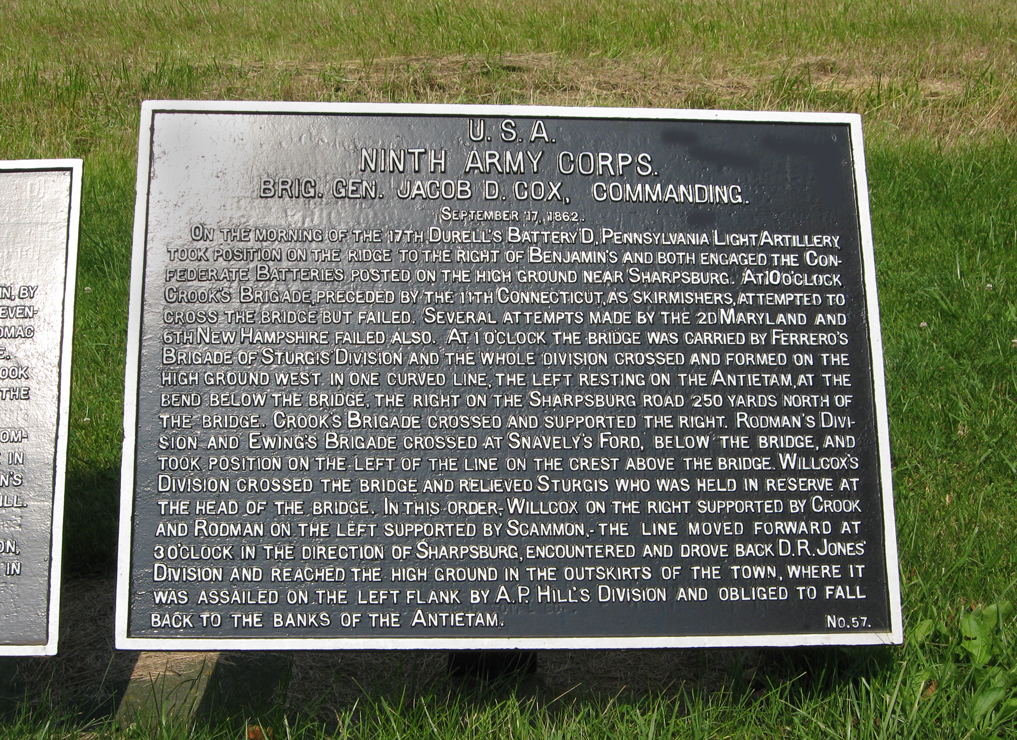 U.S.A.
NINTH ARMY CORPS.
BRIG. GEN. JACOB D. COX, COMMANDING.
SEPTEMBER 17, 1862.
ON THE MORNING OF THE 17TH DURELL'S BATTERY D, PENNSYLVANIA LIGHT ARTILLERY
TOOK POSITION ON THE RIDGE TO THE RIGHT OF BENJAMIN'S AND BOTH ENGAGED THE CON-
FEDERATE BATTERIES POSTED ON THE HIGH GROUND NEAR SHARPSBURG. AT 10 O'CLOCK
CROOK'S BRIGADE, PRECEDED BY THE 11TH CONNECTICUT, AS SKIRMISHERS, ATTEMPTED TO
CROSS THE BRIDGE BUT FAILED. SEVERAL ATTEMPTS MADE BY THE 2D MARYLAND AND
6TH NEW HAMPSHIRE FAILED ALSO. AT 1 O'CLOCK THE BRIDGE WAS CARRIED BY FERRERO'S
BRIGADE OF STURGIS' DIVISION AND THE WHOLE DIVISION CROSSED AND FORMED ON THE
HIGH GROUND WEST IN ONE CURVED LINE, THE LEFT RESTING ON THE ANTIETAM, AT THE
BEND BELOW THE BRIDGE, THE RIGHT ON THE SHARPSBURG ROAD 250 YARDS NORTH OF
THE BRIDGE. CROOK'S BRIGADE CROSSED AND SUPPORTED THE RIGHT. RODMAN'S DIVI-
SION AND EWING'S BRIGADE CROSSED AT SNAVELY'S FORD, BELOW THE BRIDGE, AND
TOOK POSITION ON THE LEFT OF THE LINE ON THE CREST ABOVE THE BRIDGE. WILLCOX'S
DIVISION CROSSED THE BRIDGE AND RELIEVED STURGIS WHO WAS HELD IN RESERVE AT
THE HEAD OF THE BRIDGE. IN THIS ORDER,-WILLCOX ON THE RIGHT SUPPORTED BY CROOK
AND RODMAN ON THE LEFT SUPPORTED BY SCAMMON,-THE LINE MOVED FORWARD AT
3 O'CLOCK IN THE DIRECTION OF SHARPSBURG, ENCOUNTERED AND DROVE BACK D.R. JONES'
DIVISION AND REACHED THE HIGH GROUND IN THE OUTSKIRTS OF THE TOWN, WHERE IT
WAS ASSAILED ON THE LEFT FLANK BY A.P. HILL'S DIVISION AND OBLIGED TO FALL
BACK TO THE BANKS OF THE ANTIETAM.
NO. 57.